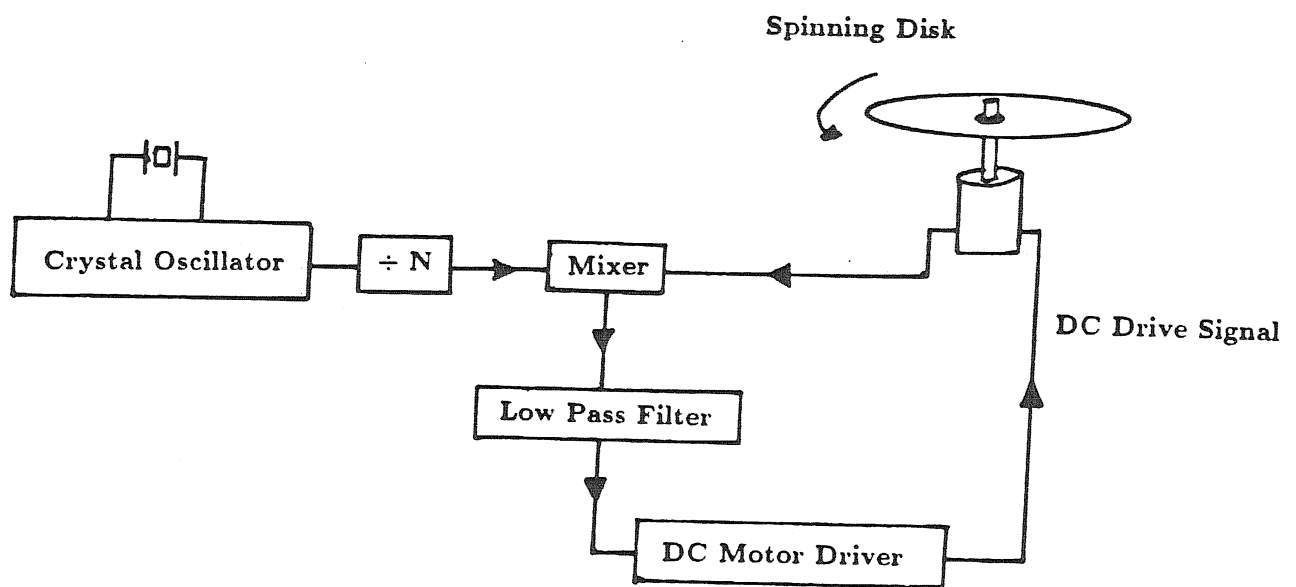 Spinning Disk
Crystal Oscillator
÷ N
Mixer
DC Drive Signal
Low Pass Filter
DC Motor Driver